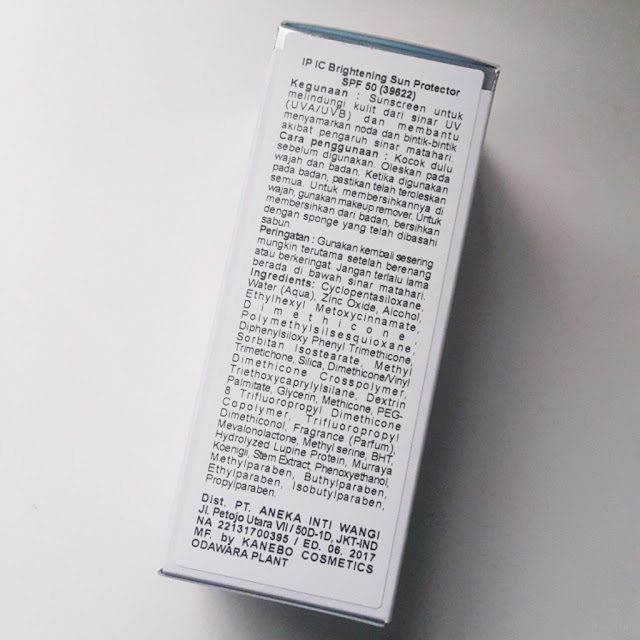 IP IC Brightening Sun Protector
SPF 50 (39622)
Kegunaan : Sunscreen untuk
melindungi kulit dari sinar UV
(UVA/UVB) dan membantu
menyamarkan noda dan bintik-bintik
akibat pengaruh sinar matahari.
Cara penggunaan : Kocok dulu
sebelum digunakan. Oleskan pada
wajah dan badan. Ketika digunakan
pada badan, pastikan telah teroleskan
semua. Untuk membersihkannya di
wajah, gunakan makeup remover. Untuk
membersihkan dari badan, bersihkan
dengan sponge yang telah dibasahi
sabun.
Peringatan : Gunakan kembali sesering
mungkin terutama setelah berenang
atau berkeringat. Jangan terlalu lama
berada di bawah sinar matahari.
Ingredients: Cyclopentasiloxane,
Water (Aqua), Zinc Oxide, Alcohol,
Ethylhexyl Metoxycinnamate,
Dimethicone,
Polymethylsilsesquioxane,
Diphenylsiloxy Phenyl Trimethicone,
Sorbitan Isostearate, Methyl
Trimetichone, Silica, Dimethicone/Vinyl
Dimethicone Crosspolymer,
Triethoxycaprylylsilane, Dextrin
Palmitate, Glycerin, Methicone, PEG-
8 Trifluoropropyl Dimethicone
Copolymer, Trifluoropropyl
Dimethiconol, Fragrance (Parfum),
Mevalonolactone, Methyl serine, BHT,
Hydrolyzed Lupine Protein, Murraya
Koenigii, Stem Extract, Phenoxyethanol,
Methylparaben, Buthylparaben,
Ethylparaben, Isobutylparaben,
Propylparaben.
Dist. PT. ANEKA INTI WANGI
Jl. Petojo Utara VII / 50D-1D, JKT-IND
NA 22131700395 / ED. 06. 2017
MF. by KANEBO COSMETICS
ODAWARA PLANT